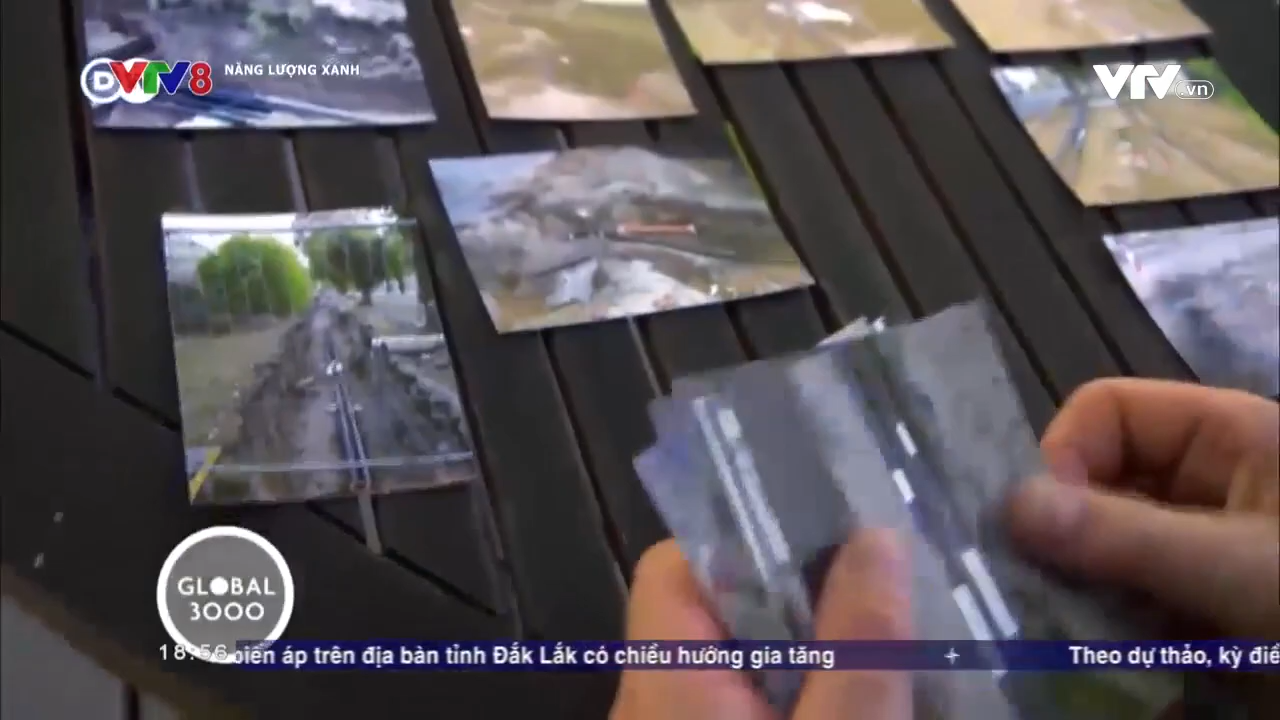 VTV8 NĂNG LƯỢNG XANH
VTV.vn
GLOBAL
3000
18:56 biến áp trên địa bàn tỉnh Đắk Lắk có chiều hướng gia tăng + Theo dự thảo, kỳ